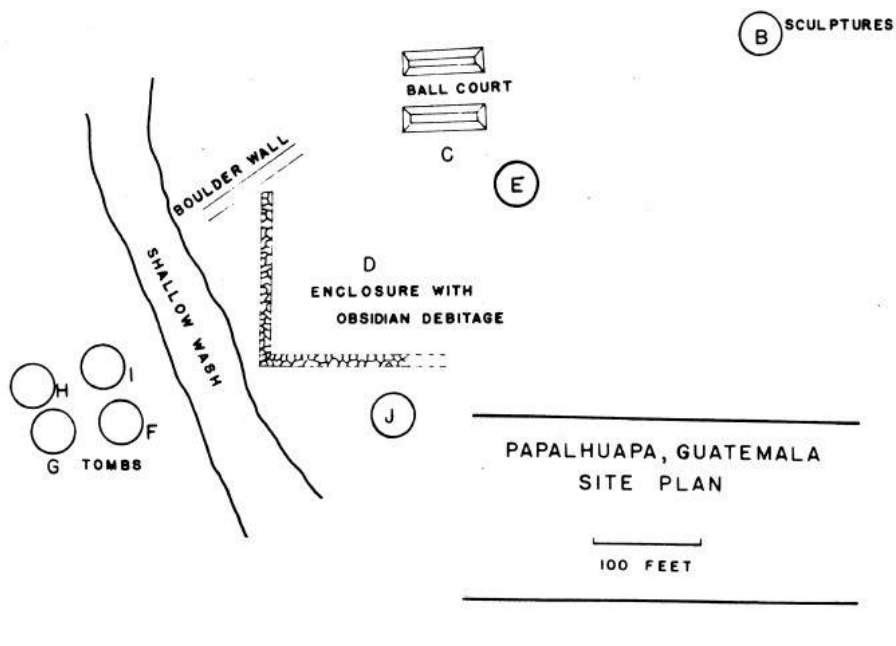 B SCULPTURES
BALL COURT
C
E
BOULDER WALL
D
ENCLOSURE WITH
OBSIDIAN DEBITAGE
SHALLOW WASH
H
I
F
G TOMBS
J
PAPALHUAPA, GUATEMALA
SITE PLAN
100 FEET